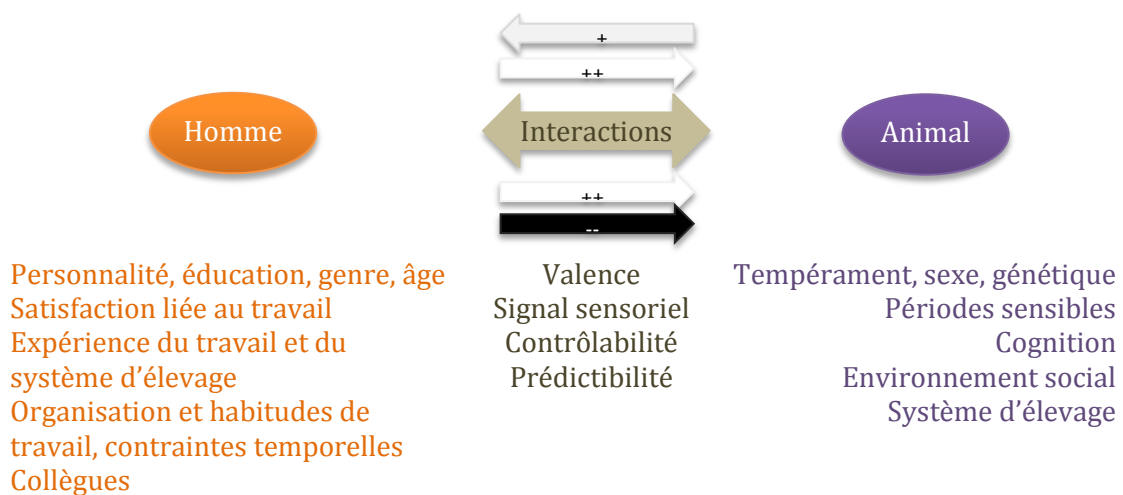 +
++
Homme
Interactions
Animal
++
--
Personnalité, éducation, genre, âge
Satisfaction liée au travail
Expérience du travail et du
système d’élevage
Organisation et habitudes de
travail, contraintes temporelles
Collègues
Valence
Signal sensoriel
Contrôlabilité
Prédictibilité
Tempérament, sexe, génétique
Périodes sensibles
Cognition
Environnement social
Système d’élevage